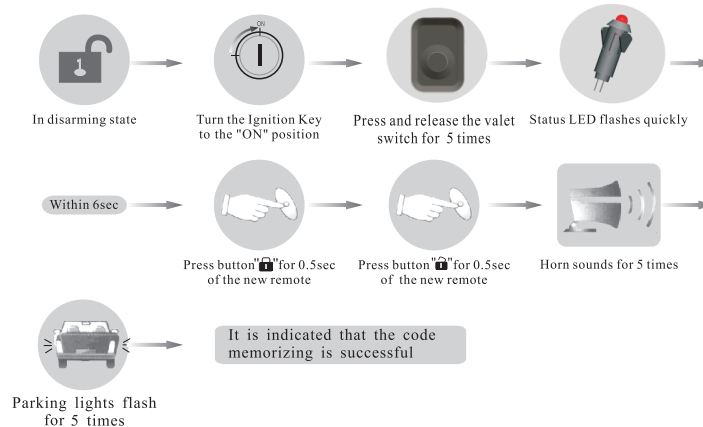 1
ON
In disarming state
Turn the Ignition Key
to the "ON" position
Press and release the valet
switch for 5 times
Status LED flashes quickly
Within 6sec
Press button "🔒" for 0.5sec
of the new remote
Press button "🔓" for 0.5sec
of the new remote
Horn sounds for 5 times
It is indicated that the code
memorizing is successful
Parking lights flash
for 5 times